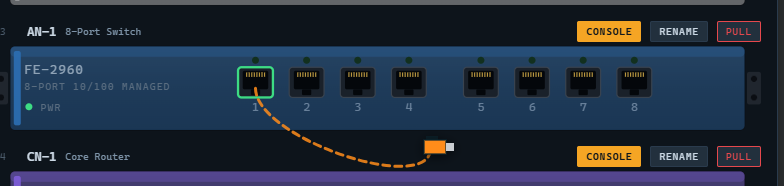 3 AN-1 8-Port Switch CONSOLE RENAME PULL
FE-2960
8-PORT 10/100 MANAGED
PWR
1 2 3 4 5 6 7 8
4 CN-1 Core Router CONSOLE RENAME PULL